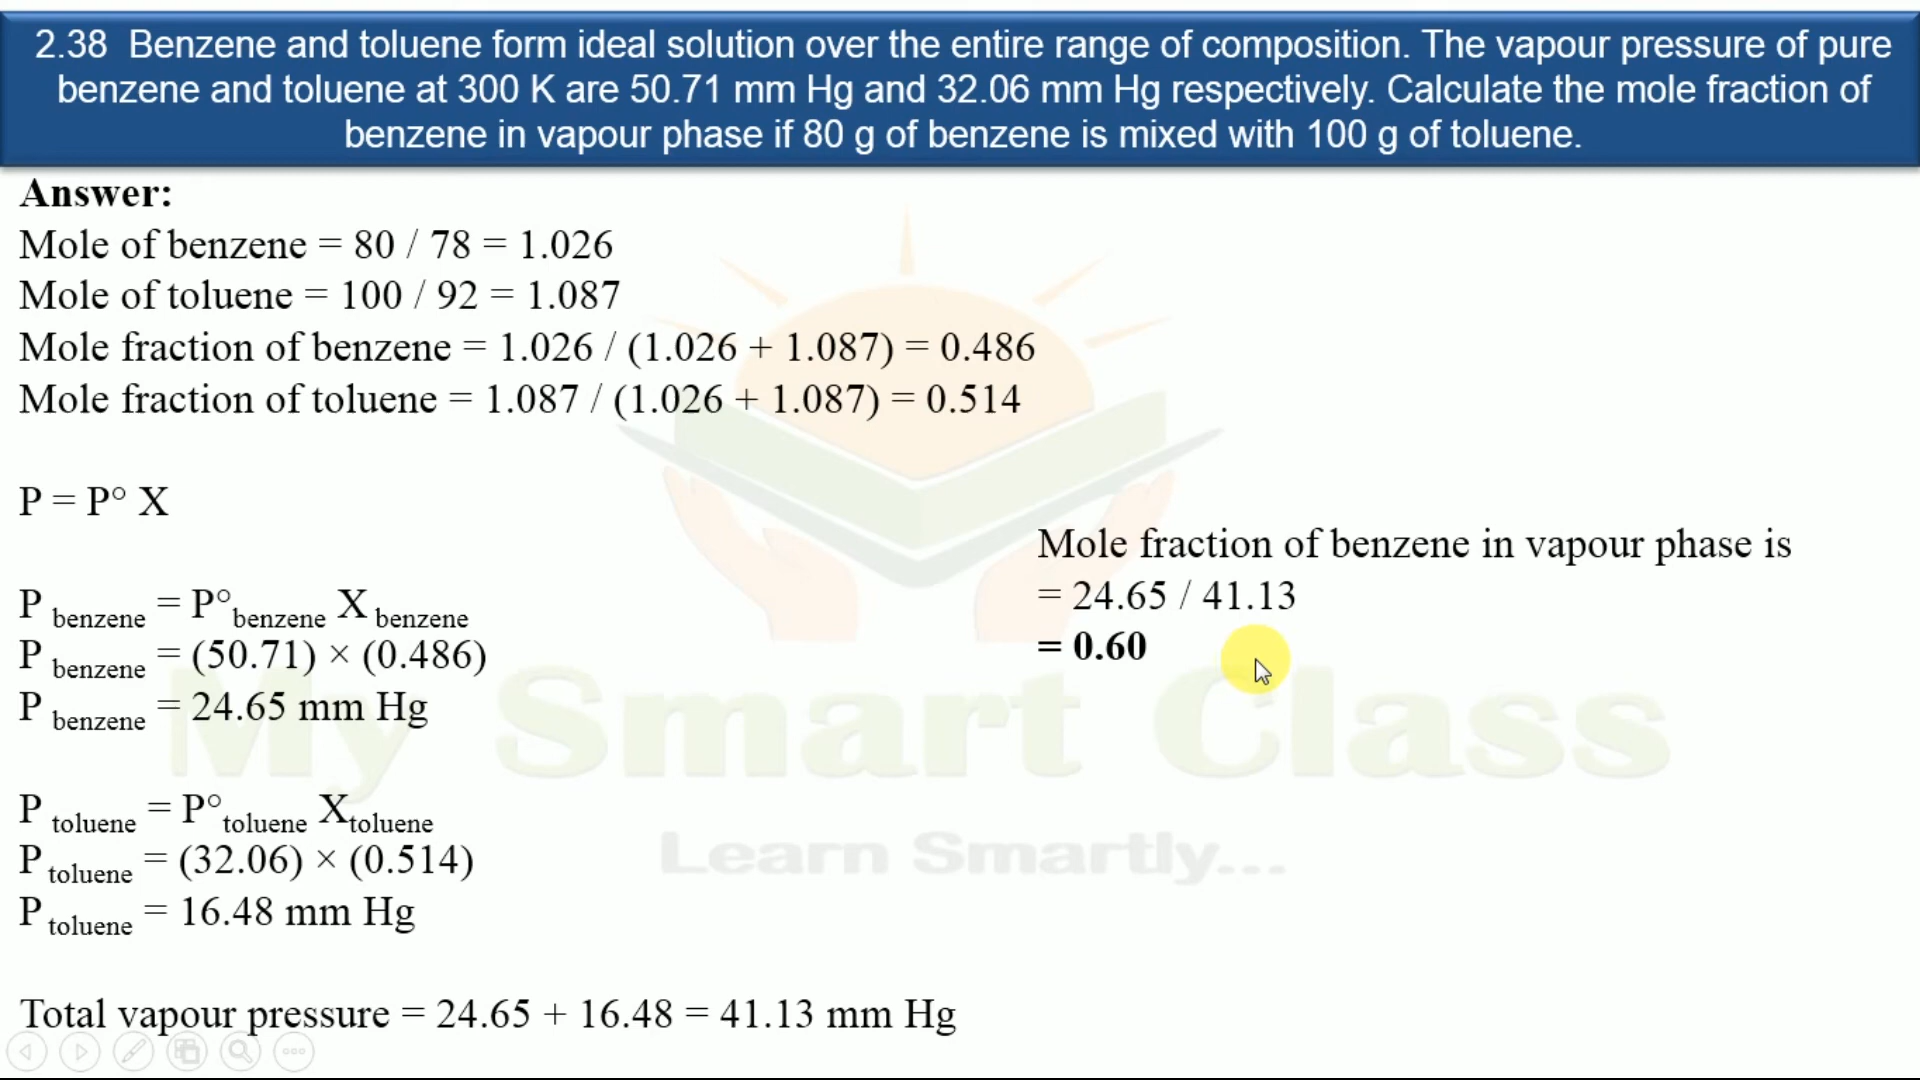 2.38 Benzene and toluene form ideal solution over the entire range of composition. The vapour pressure of pure
benzene and toluene at 300 K are 50.71 mm Hg and 32.06 mm Hg respectively. Calculate the mole fraction of
benzene in vapour phase if 80 g of benzene is mixed with 100 g of toluene.
Answer:
Mole of benzene = 80 / 78 = 1.026
Mole of toluene = 100 / 92 = 1.087
Mole fraction of benzene = 1.026 / (1.026 + 1.087) = 0.486
Mole fraction of toluene = 1.087 / (1.026 + 1.087) = 0.514
P = P° X
P benzene = P°benzene X benzene
P benzene = (50.71) × (0.486)
P benzene = 24.65 mm Hg
P toluene = P°toluene Xtoluene
P toluene = (32.06) × (0.514)
P toluene = 16.48 mm Hg
Total vapour pressure = 24.65 + 16.48 = 41.13 mm Hg
Mole fraction of benzene in vapour phase is
= 24.65 / 41.13
= 0.60
My Smart Class
Learn Smartly...